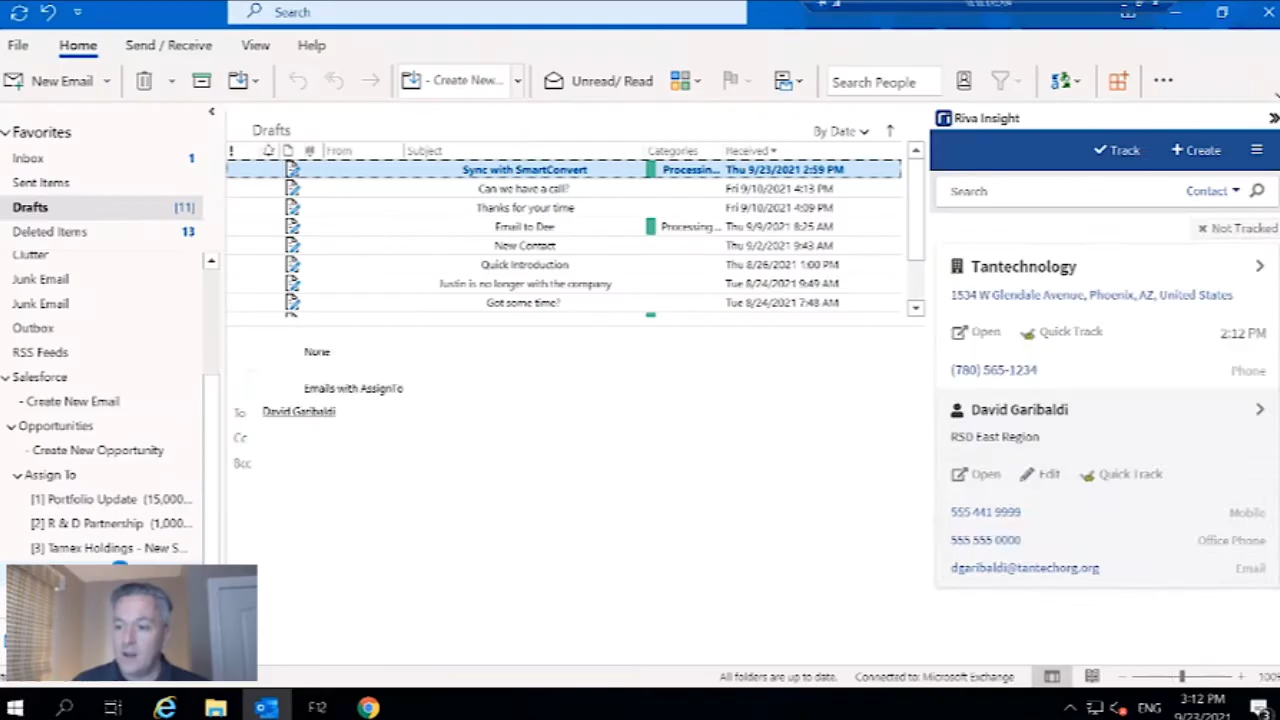 Search
File Home Send / Receive View Help
New Email - Create New... Unread/ Read Search People
Favorites
Inbox 1
Sent Items
Drafts [11]
Deleted Items 13
Clutter
Junk Email
Junk Email
Outbox
RSS Feeds
Salesforce
- Create New Email
Opportunities
- Create New Opportunity
Assign To
[1] Portfolio Update (15,000...
[2] R & D Partnership (1,000...
[3] Tamex Holdings - New S...
Drafts By Date
! From Subject Categories Received
Sync with SmartConvert Processin... Thu 9/23/2021 2:59 PM
Can we have a call? Fri 9/10/2021 4:13 PM
Thanks for your time Fri 9/10/2021 4:09 PM
Email to Dee Processing... Thu 9/9/2021 8:25 AM
New Contact Thu 9/2/2021 9:43 AM
Quick Introduction Thu 8/26/2021 1:00 PM
Justin is no longer with the company Tue 8/24/2021 9:49 AM
Got some time? Tue 8/24/2021 7:48 AM
None
Emails with AssignTo
To David Garibaldi
Cc
Bcc
Riva Insight
Track Create
Search Contact
Not Tracked
Tantechnology
1534 W Glendale Avenue, Phoenix, AZ, United States
Open Quick Track 2:12 PM
(780) 565-1234 Phone
David Garibaldi
RSD East Region
Open Edit Quick Track
555 441 9999 Mobile
555 555 0000 Office Phone
dgaribaldi@tantechorg.org Email
All folders are up to date. Connected to: Microsoft Exchange 100
F12 ENG 3:12 PM
9/23/2021